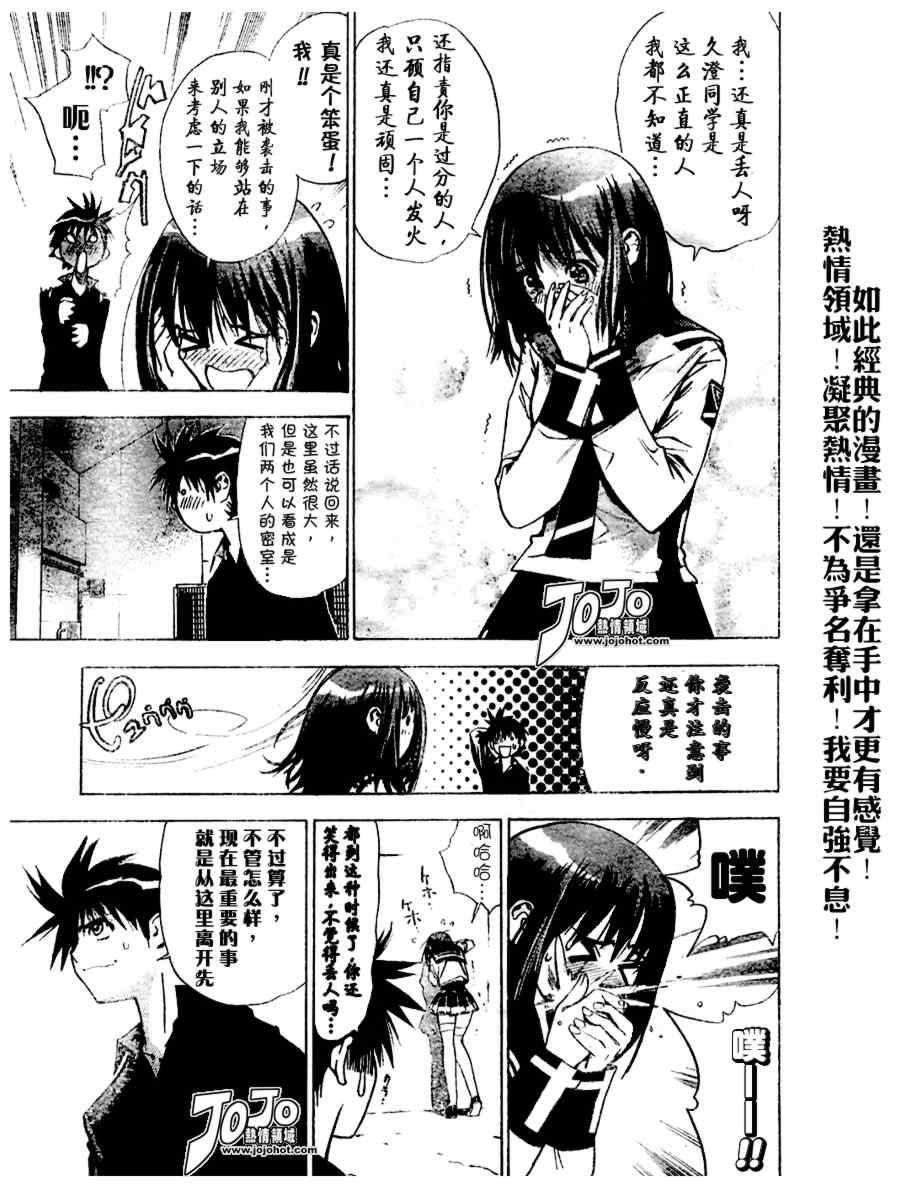 如此經典的漫畫！還是拿在手中才更有感覺！
熱情領域！凝聚熱情！不為爭名奪利！我要自強不息！
我…还真是丢人呀
久澄同学是
这么正直的人
我都不知道…
还指責你是过分的人，
只顾自己一个人发火
我还真是顽固…
真是个笨蛋！
我！！
刚才被袭击的事，
如果我能够站在
别人的立场
来考虑一下的话…
！！？
呃…
不过话说回来，
这里虽然很大，
但是也可以看成是
我们两个人的密室…
JOJO
熱情領域
www.jojohot.com
袭击的事
你才注意到
还真是
反应慢呀．
噗
噗——！！
啊哈哈…
ケホ
ケホ
都到这种时候了，你还
笑得出来，不觉得丢人吗…
不过算了，
不管怎么样，
现在最重要的事
就是从这里离开先
JOJO
熱情領域
www.jojohot.com